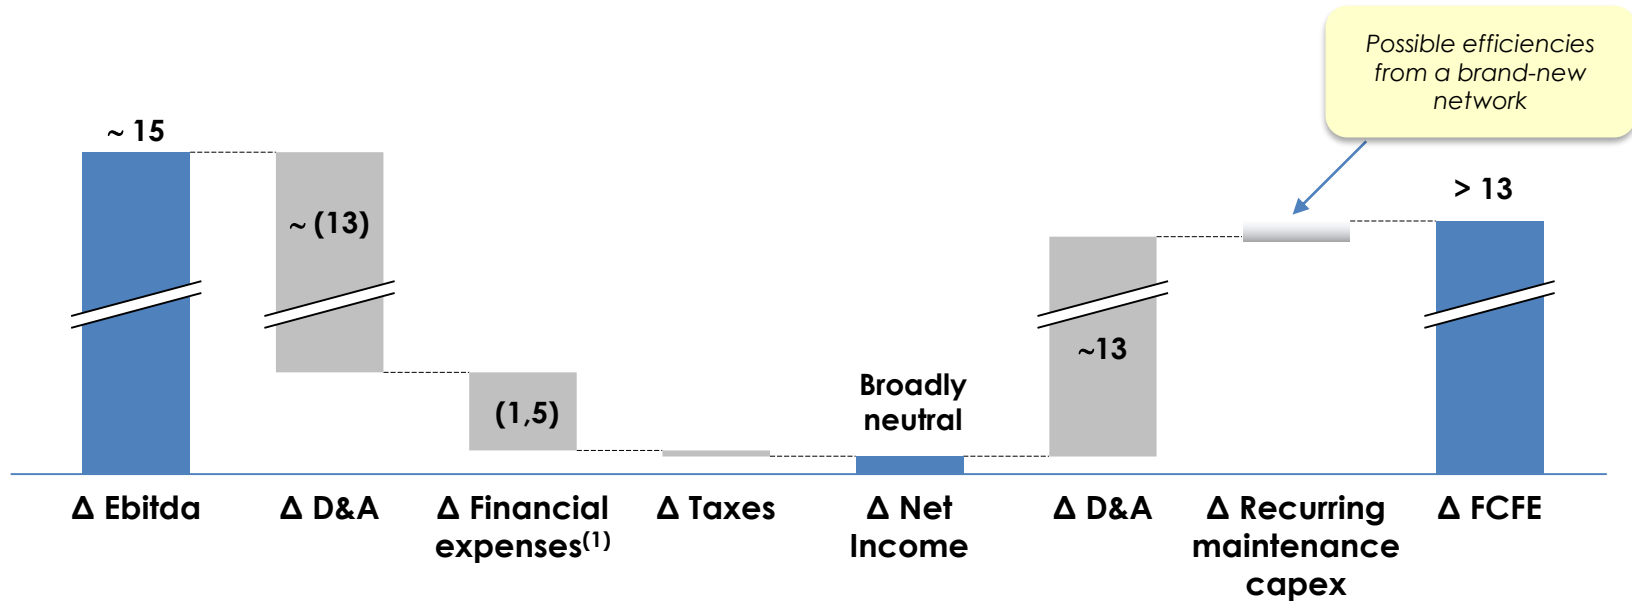 Possible efficiencies
from a brand-new
network
~ 15
> 13
~ (13)
~13
Broadly
neutral
(1,5)
Δ Ebitda
Δ D&A
Δ Financial
expenses(1)
Δ Taxes
Δ Net
Income
Δ D&A
Δ Recurring
maintenance
capex
Δ FCFE